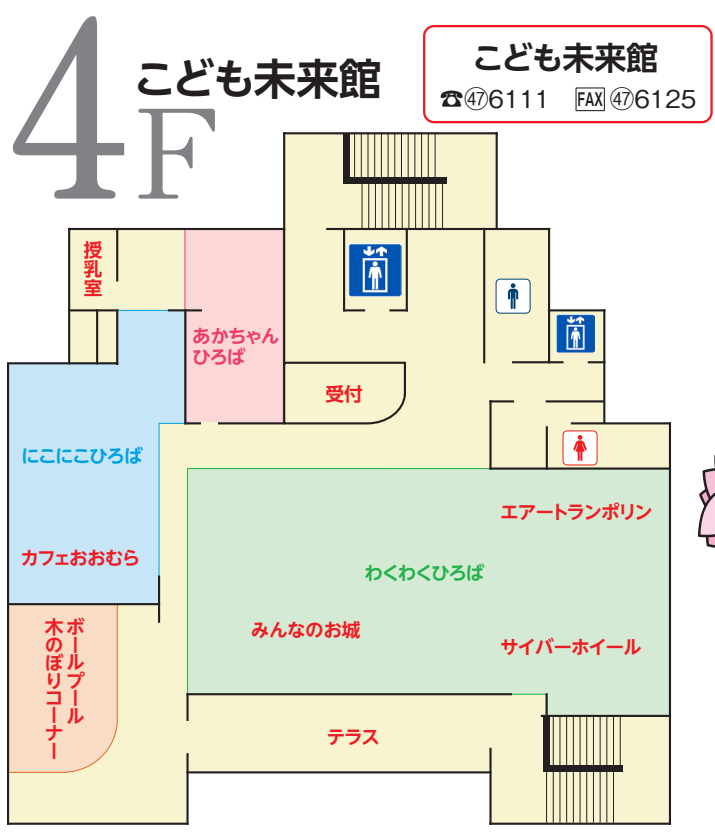 4F
こども未来館
こども未来館
☎㊼6111 FAX ㊼6125
授乳室
あかちゃん
ひろば
受付
にこにこひろば
カフェおおむら
エアートランポリン
わくわくひろば
みんなのお城
サイバーホイール
ボールプール
木のぼりコーナー
テラス